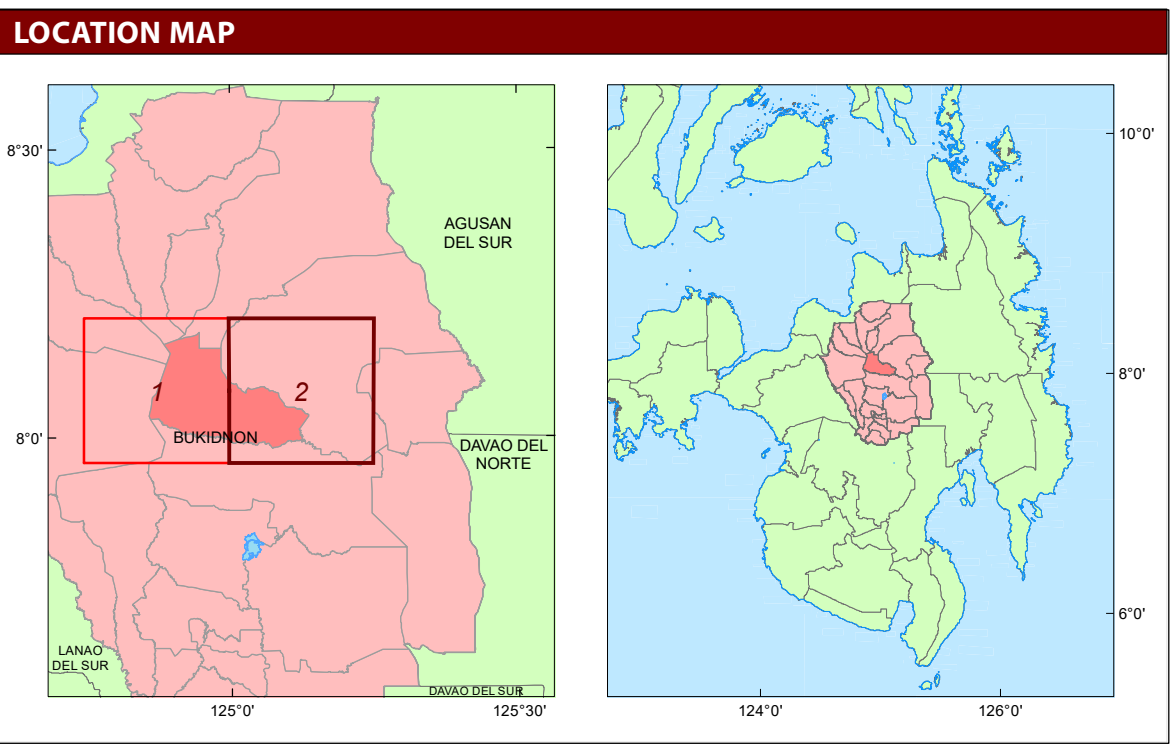 LOCATION MAP
8°30'
AGUSAN
DEL SUR
1
2
8°0'
BUKIDNON
DAVAO DEL
NORTE
LANAO
DEL SUR
DAVAO DEL SUR
125°0'
125°30'
10°0'
8°0'
6°0'
124°0'
126°0'